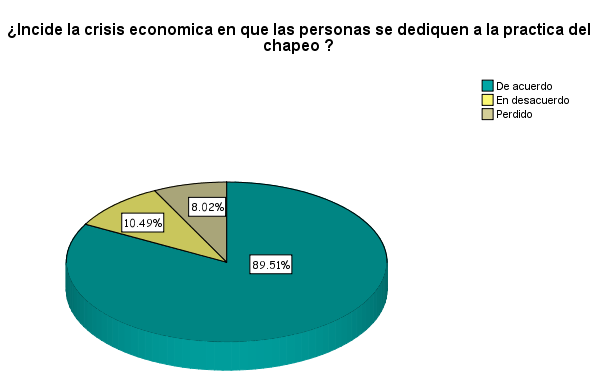 ¿Incide la crisis economica en que las personas se dediquen a la practica del
chapeo ?
De acuerdo
En desacuerdo
Perdido
8.02%
10.49%
89.51%